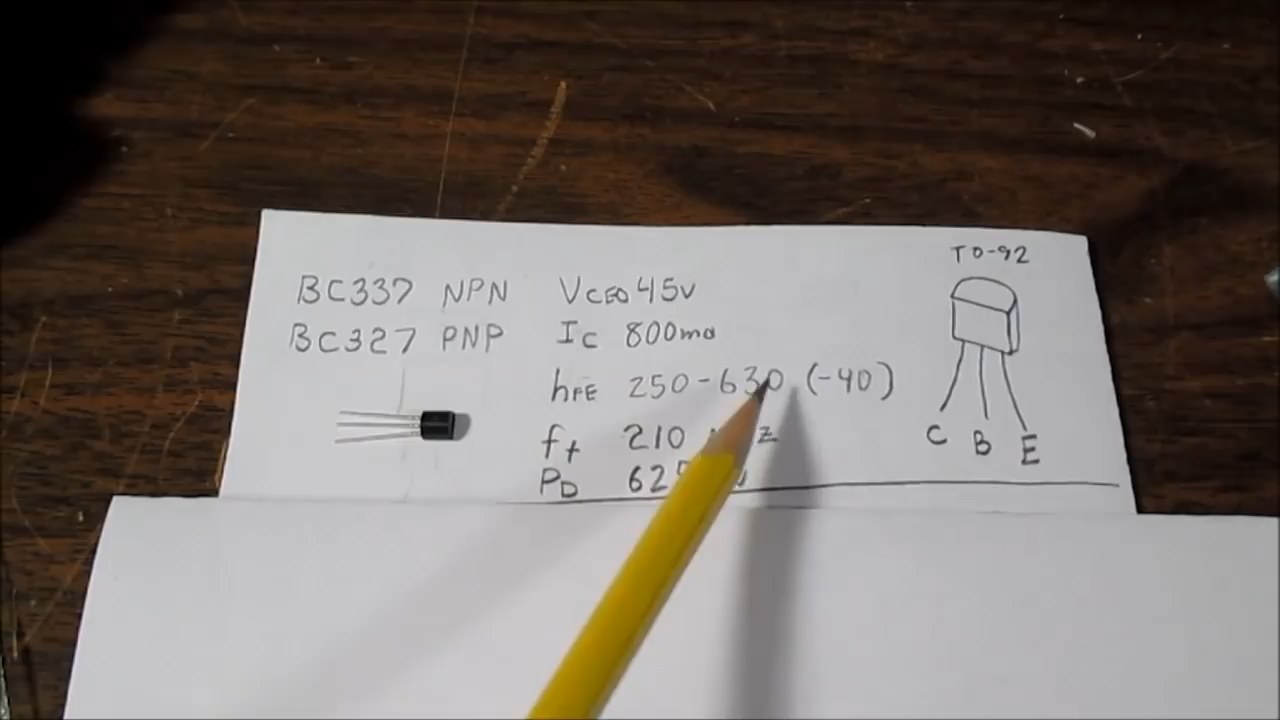 TO-92
BC337 NPN VCEO 45V
BC327 PNP IC 800ma
hFE 250-630 (-40)
ft 210
PD
C B E